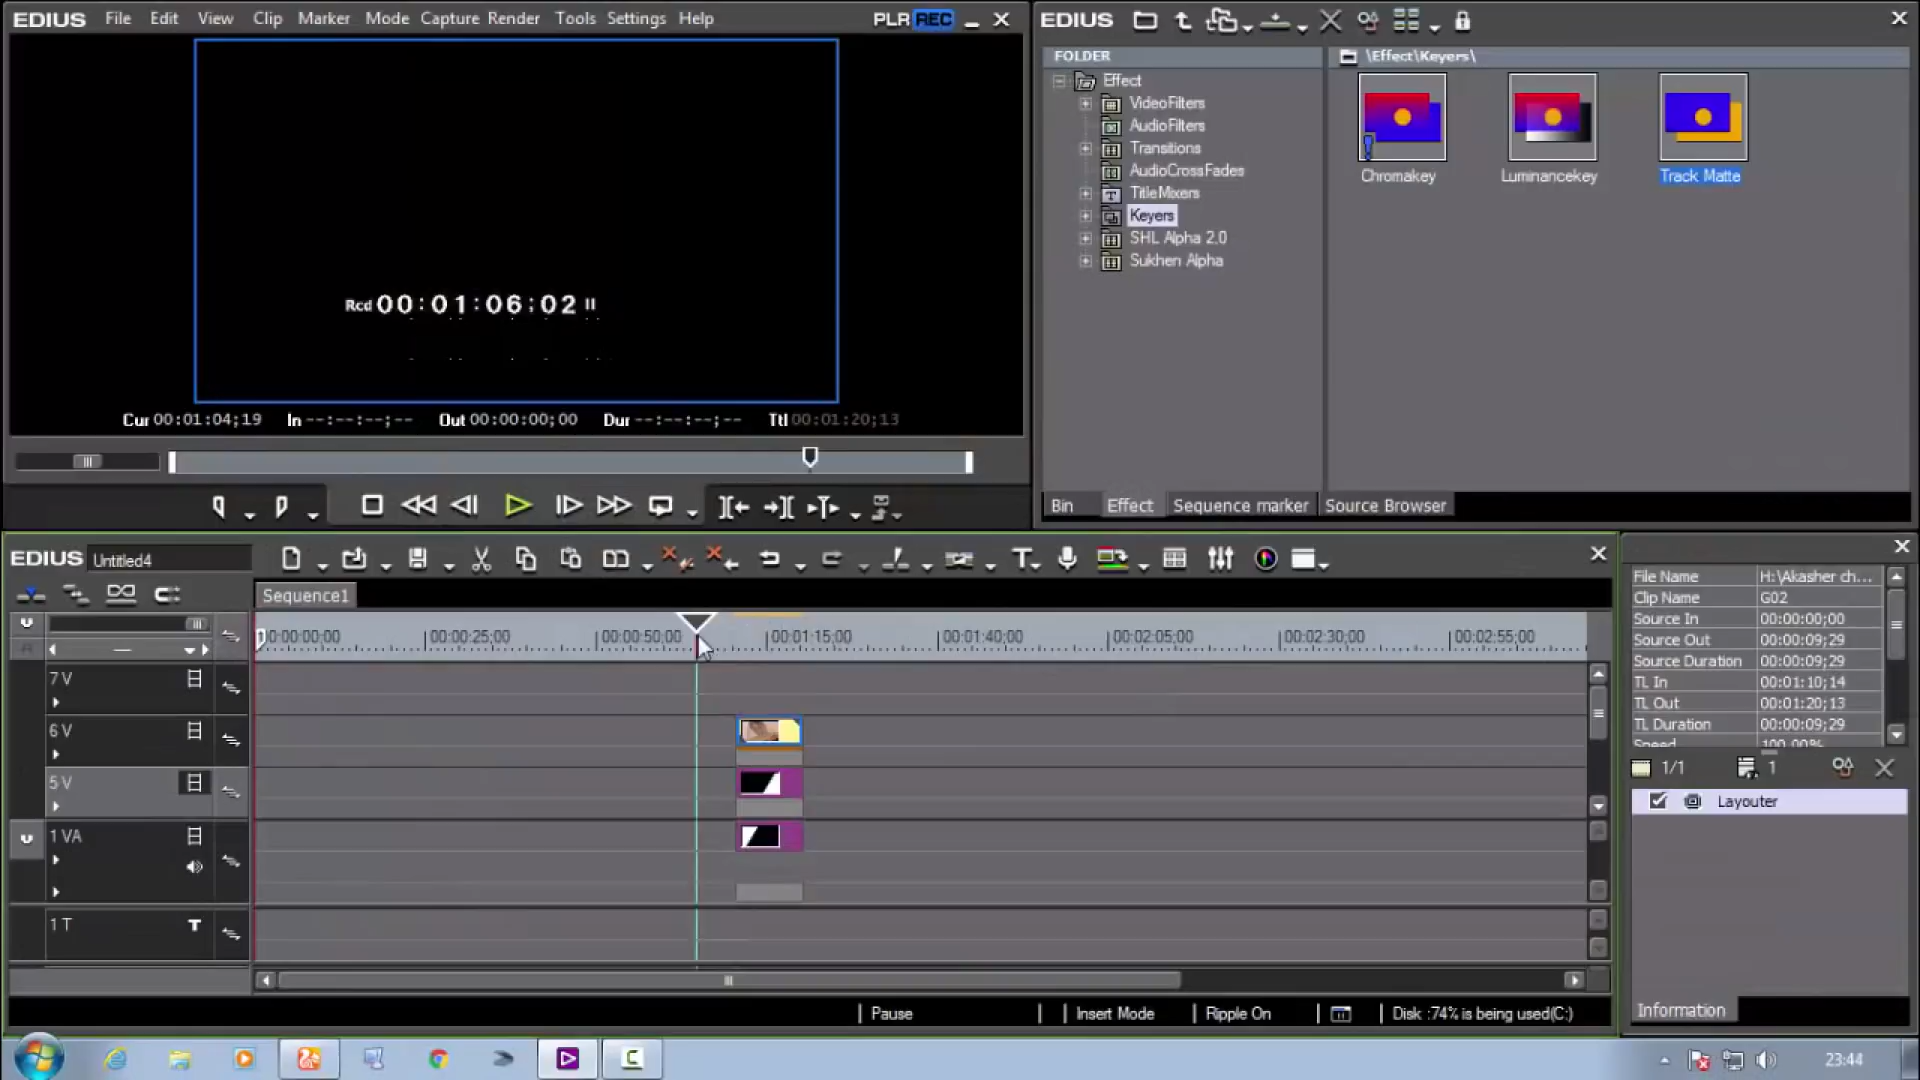 EDIUS File Edit View Clip Marker Mode Capture Render Tools Settings Help PLR REC
Rcd 00:01:06;02
Cur 00:01:04;19 In --:--:--;-- Out 00:00:00;00 Dur --:--:--;-- Ttl 00:01:20;13
EDIUS
FOLDER
Effect
VideoFilters
AudioFilters
Transitions
AudioCrossFades
TitleMixers
Keyers
SHL Alpha 2.0
Sukhen Alpha
\Effect\Keyers\
Chromakey Luminancekey Track Matte
Bin Effect Sequence marker Source Browser
EDIUS Untitled4
Sequence1
00:00:00;00 00:00:25;00 00:00:50;00 00:01:15;00 00:01:40;00 00:02:05;00 00:02:30;00 00:02:55;00
7 V
6 V
5 V
1 VA
1 T
T
Pause Insert Mode Ripple On Disk :74% is being used(C:)
File Name H:\Akasher ch...
Clip Name G02
Source In 00:00:00;00
Source Out 00:00:09;29
Source Duration 00:00:09;29
TL In 00:01:10;14
TL Out 00:01:20;13
TL Duration 00:00:09;29
Speed 100.00%
1/1 1
Layouter
Information
23:44